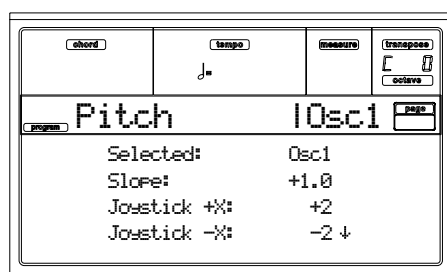 chord tempo measure transpose
♩= C 0
octave
program Pitch |Osc1 page
Selected: Osc1
Slope: +1.0
Joystick +X: +2
Joystick -X: -2 ↓